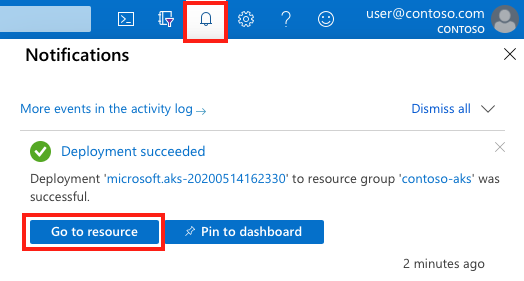 user@contoso.com
CONTOSO
Notifications
More events in the activity log →
Dismiss all
Deployment succeeded
Deployment 'microsoft.aks-20200514162330' to resource group 'contoso-aks' was
successful.
Go to resource
Pin to dashboard
2 minutes ago